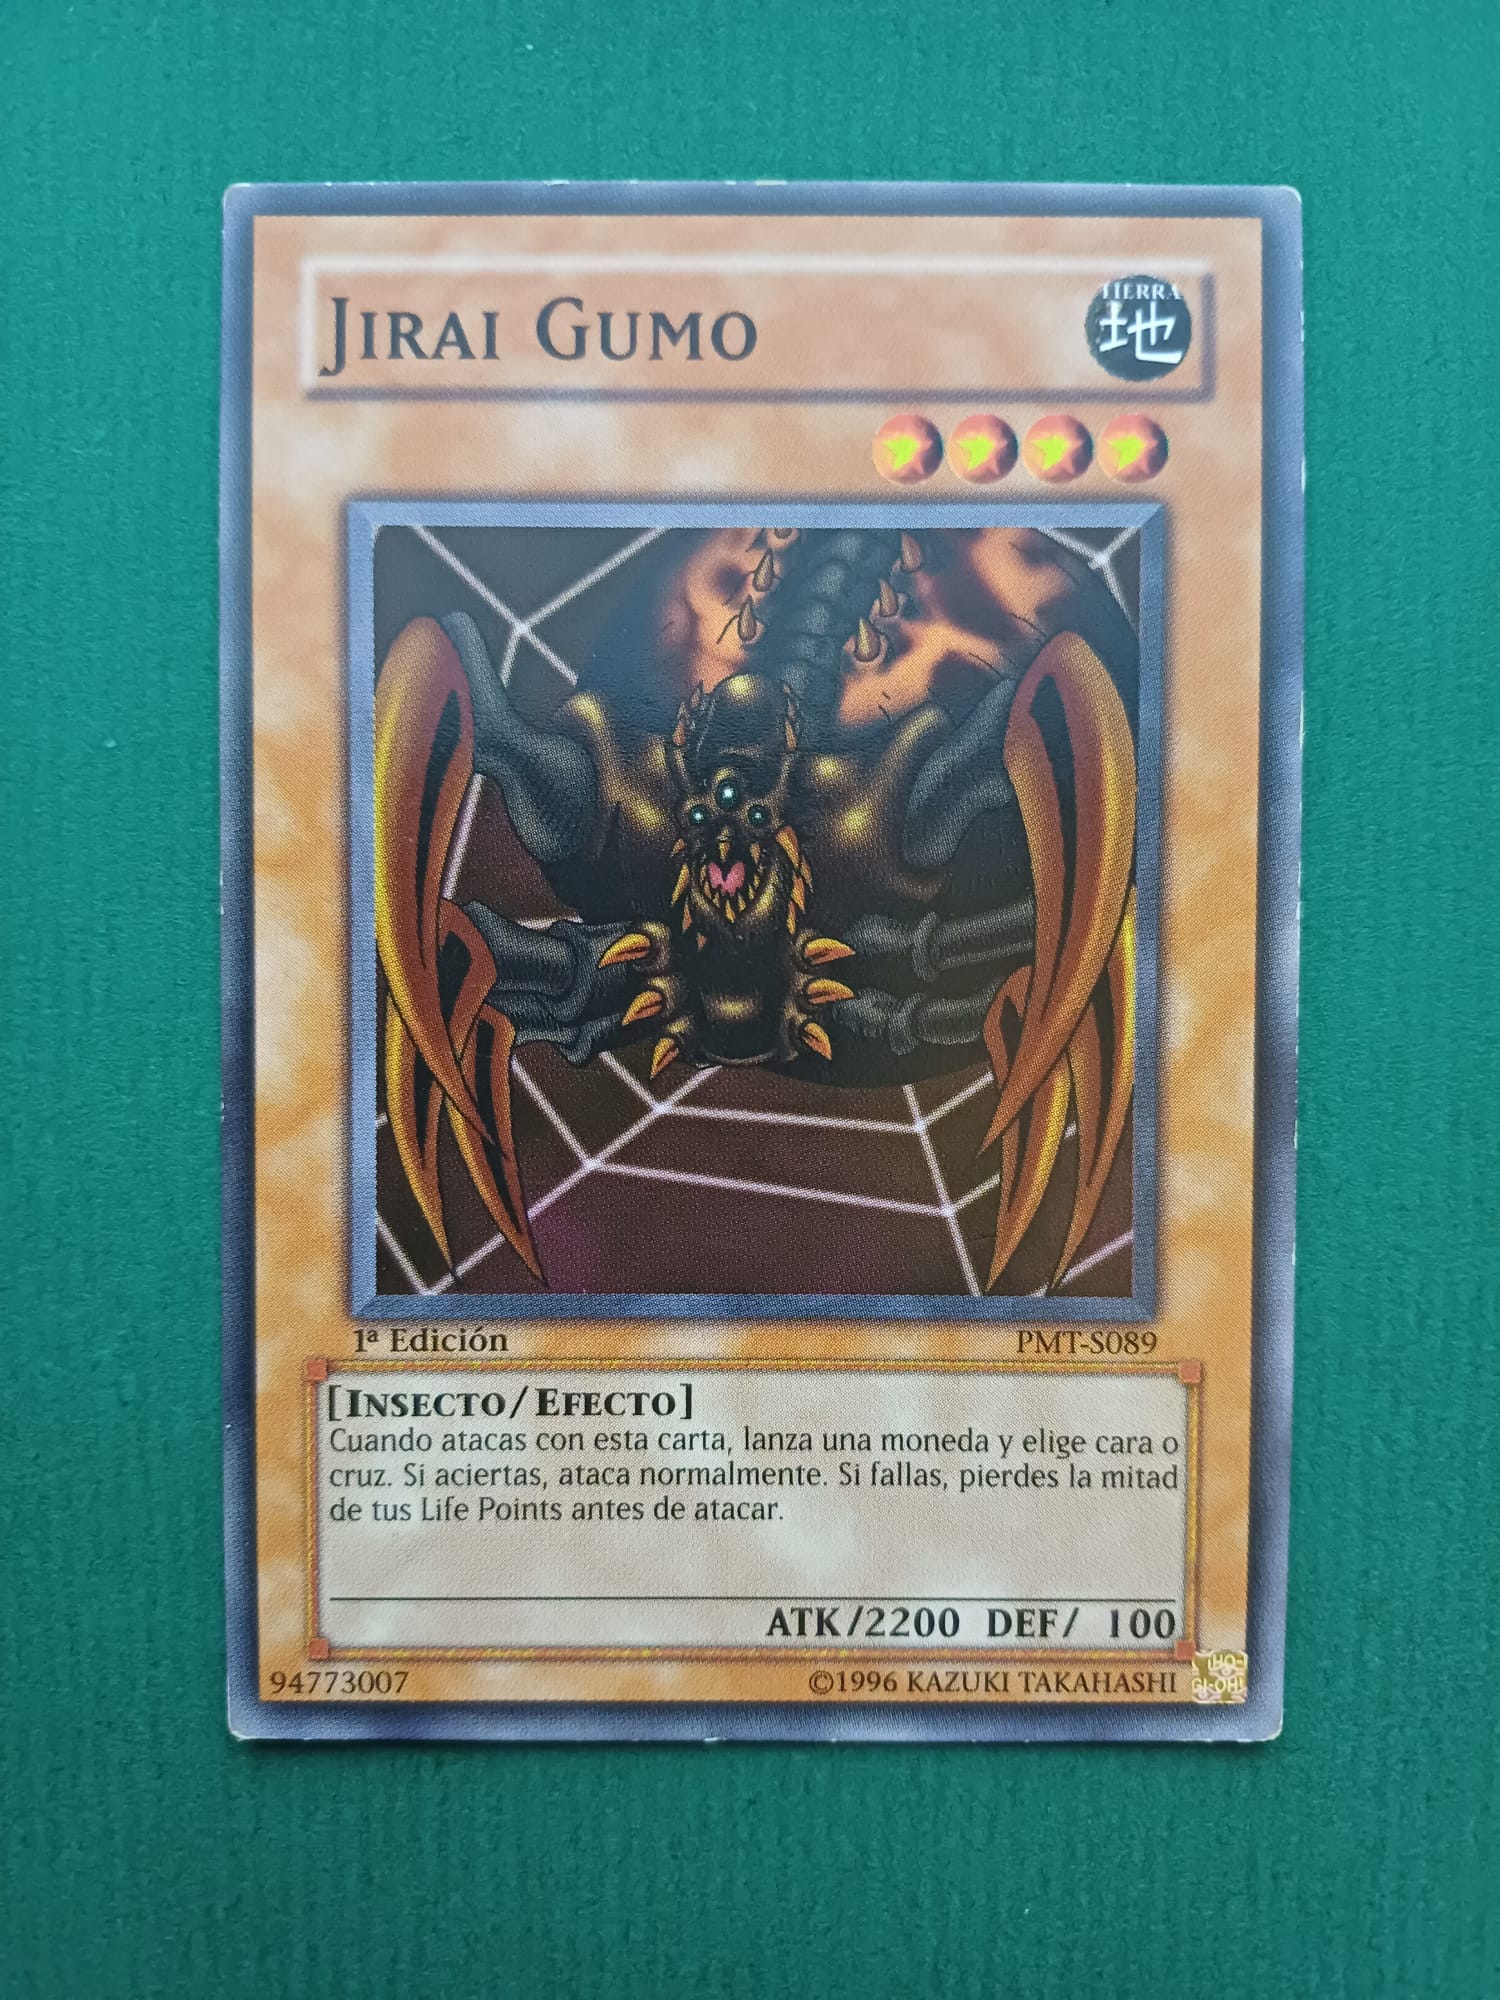 JIRAI GUMO
TIERRA
地
1ª Edición
PMT-S089
[INSECTO/EFECTO]
Cuando atacas con esta carta, lanza una moneda y elige cara o
cruz. Si aciertas, ataca normalmente. Si fallas, pierdes la mitad
de tus Life Points antes de atacar.
ATK/2200 DEF/ 100
94773007
©1996 KAZUKI TAKAHASHI